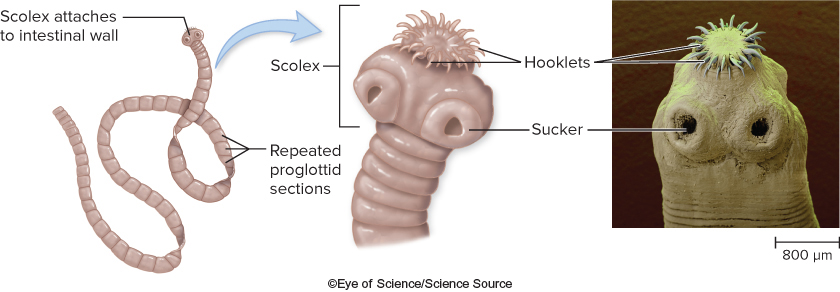 Scolex attaches
to intestinal wall
Scolex
Hooklets
Sucker
Repeated
proglottid
sections
800 μm
©Eye of Science/Science Source